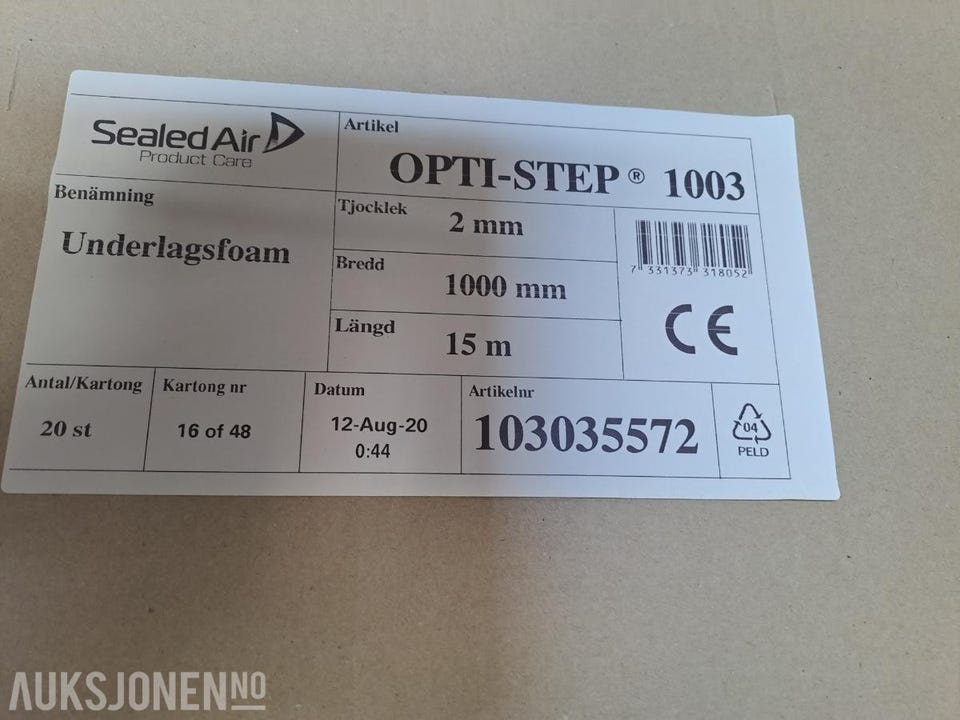 SealedAir
Product Care
Artikel
OPTI-STEP ® 1003
Benämning
Underlagsfoam
Tjocklek
2 mm
Bredd
1000 mm
Längd
15 m
7 331373 318052
CE
Antal/Kartong
20 st
Kartong nr
16 of 48
Datum
12-Aug-20
0:44
Artikelnr
103035572
04
PELD
AUKSJONEN.NO